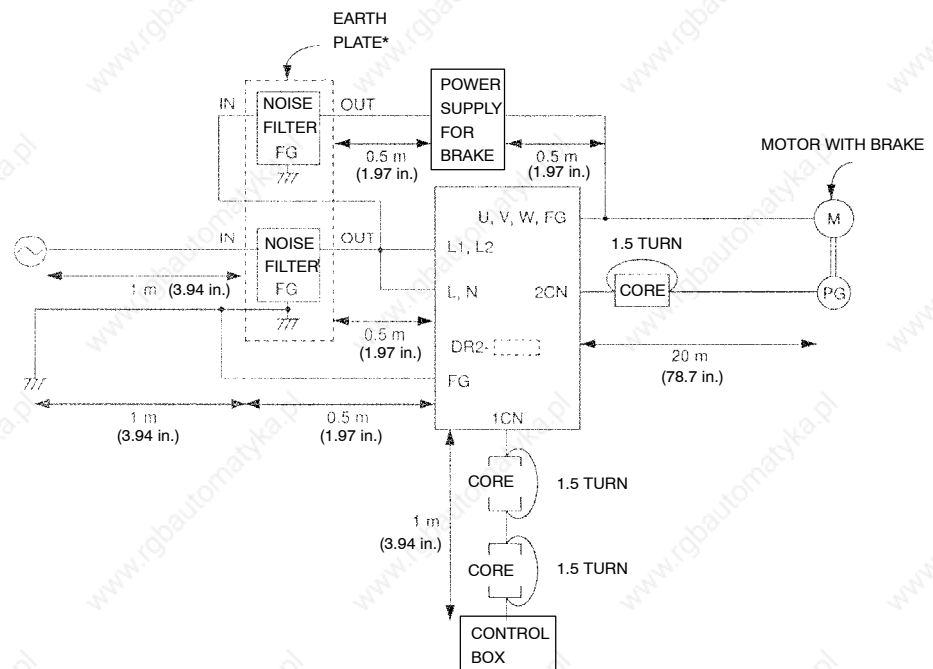 EARTH
PLATE*
IN
NOISE
FILTER
FG
OUT
POWER
SUPPLY
FOR
BRAKE
0.5 m
(1.97 in.)
0.5 m
(1.97 in.)
MOTOR WITH BRAKE
U, V, W, FG
M
IN
NOISE
FILTER
FG
OUT
L1, L2
1.5 TURN
1 m (3.94 in.)
L, N
2CN
CORE
PG
0.5 m
(1.97 in.)
DR2-
20 m
(78.7 in.)
FG
1 m
(3.94 in.)
0.5 m
(1.97 in.)
1CN
CORE
1.5 TURN
1 m
(3.94 in.)
CORE
1.5 TURN
CONTROL
BOX
www.rgbautomatyka.pl